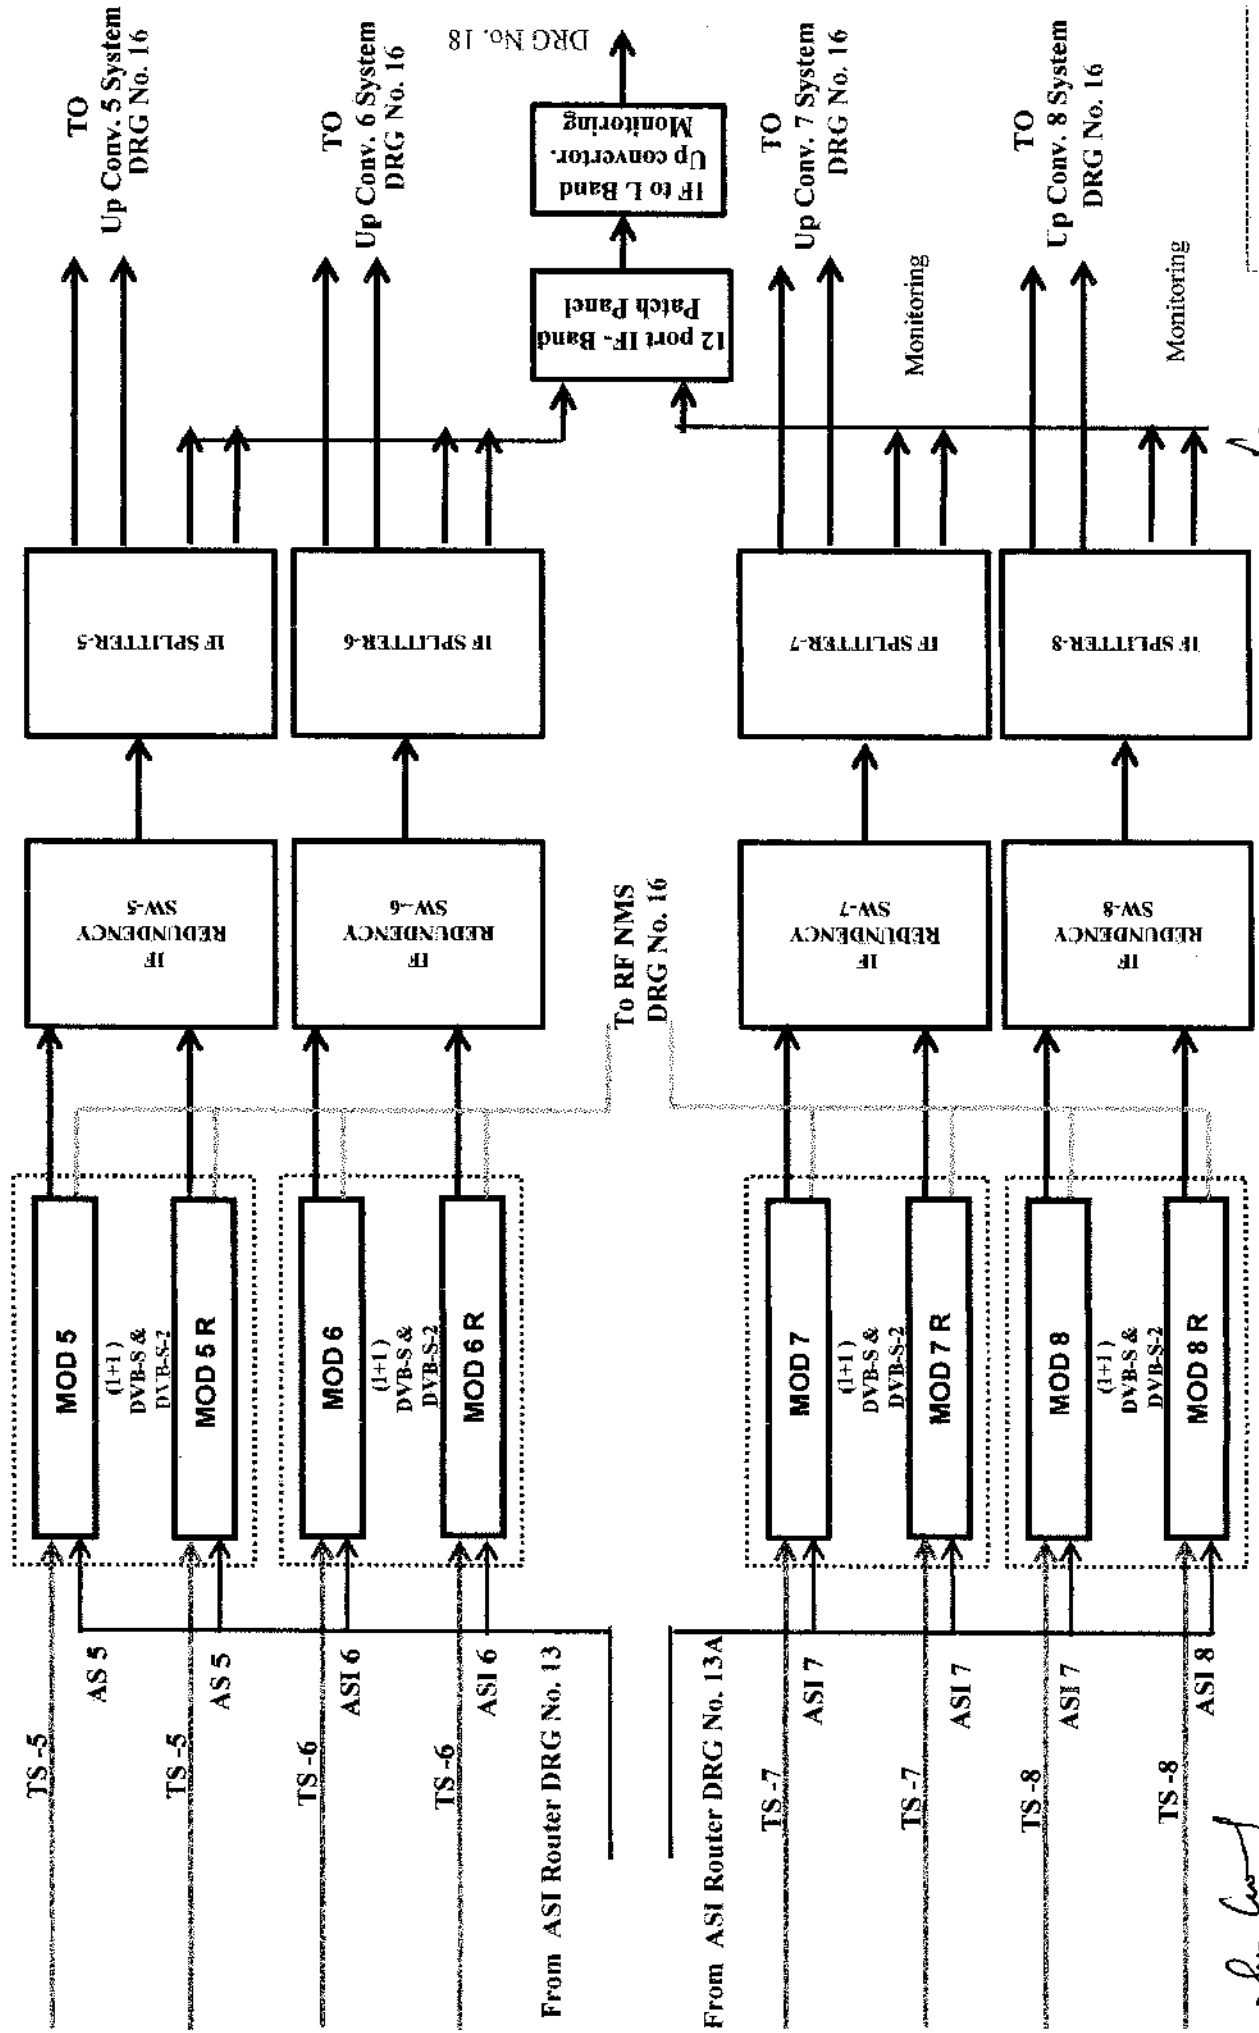 TS -5
AS 5
TS -5
AS 5
TS -6
ASI 6
TS -6
ASI 6
From ASI Router DRG No. 13
From ASI Router DRG No. 13A
TS -7
ASI 7
TS -7
ASI 7
TS -8
ASI 7
TS -8
ASI 8
MOD 5
(1+1)
DVB-S &
DVB-S-2
MOD 5 R
MOD 6
(1+1)
DVB-S &
DVB-S-2
MOD 6 R
MOD 7
(1+1)
DVB-S &
DVB-S-2
MOD 7 R
MOD 8
(1+1)
DVB-S &
DVB-S-2
MOD 8 R
To RF NMS
DRG No. 16
IF
REDUNDENCY
SW-5
IF
REDUNDENCY
SW-6
IF
REDUNDENCY
SW-7
IF
REDUNDENCY
SW-8
IF SPLITTER-5
IF SPLITTER-6
IF SPLITTER-7
IF SPLITTER-8
12 port IF- Band
Patch Panel
IF to L Band
Up convertor.
Monitoring
DRG No. 18
Monitoring
Monitoring
TO
Up Conv. 5 System
DRG No. 16
TO
Up Conv. 6 System
DRG No. 16
TO
Up Conv. 7 System
DRG No. 16
TO
Up Conv. 8 System
DRG No. 16